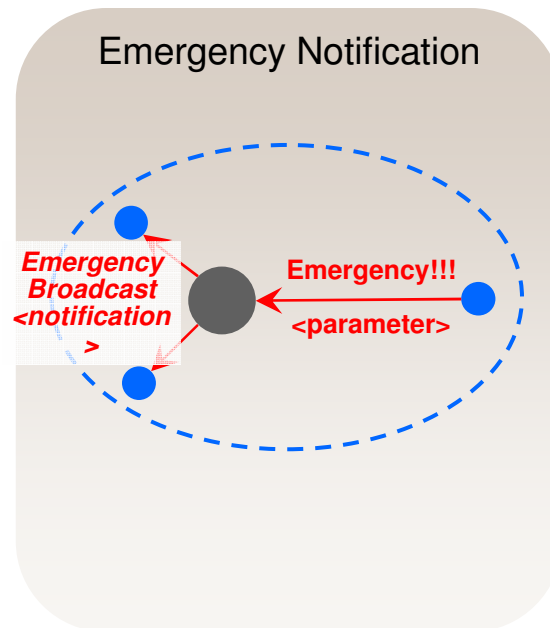 Emergency Notification
Emergency
Broadcast
<notification
>
Emergency!!!
<parameter>